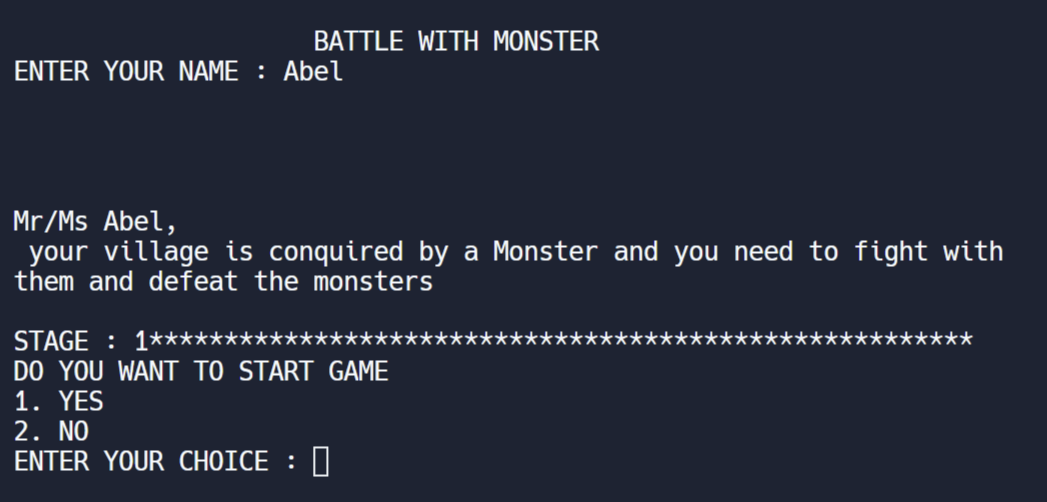 BATTLE WITH MONSTER
ENTER YOUR NAME : Abel
Mr/Ms Abel,
your village is conquired by a Monster and you need to fight with
them and defeat the monsters
STAGE : 1*******************************************************
DO YOU WANT TO START GAME
1. YES
2. NO
ENTER YOUR CHOICE :